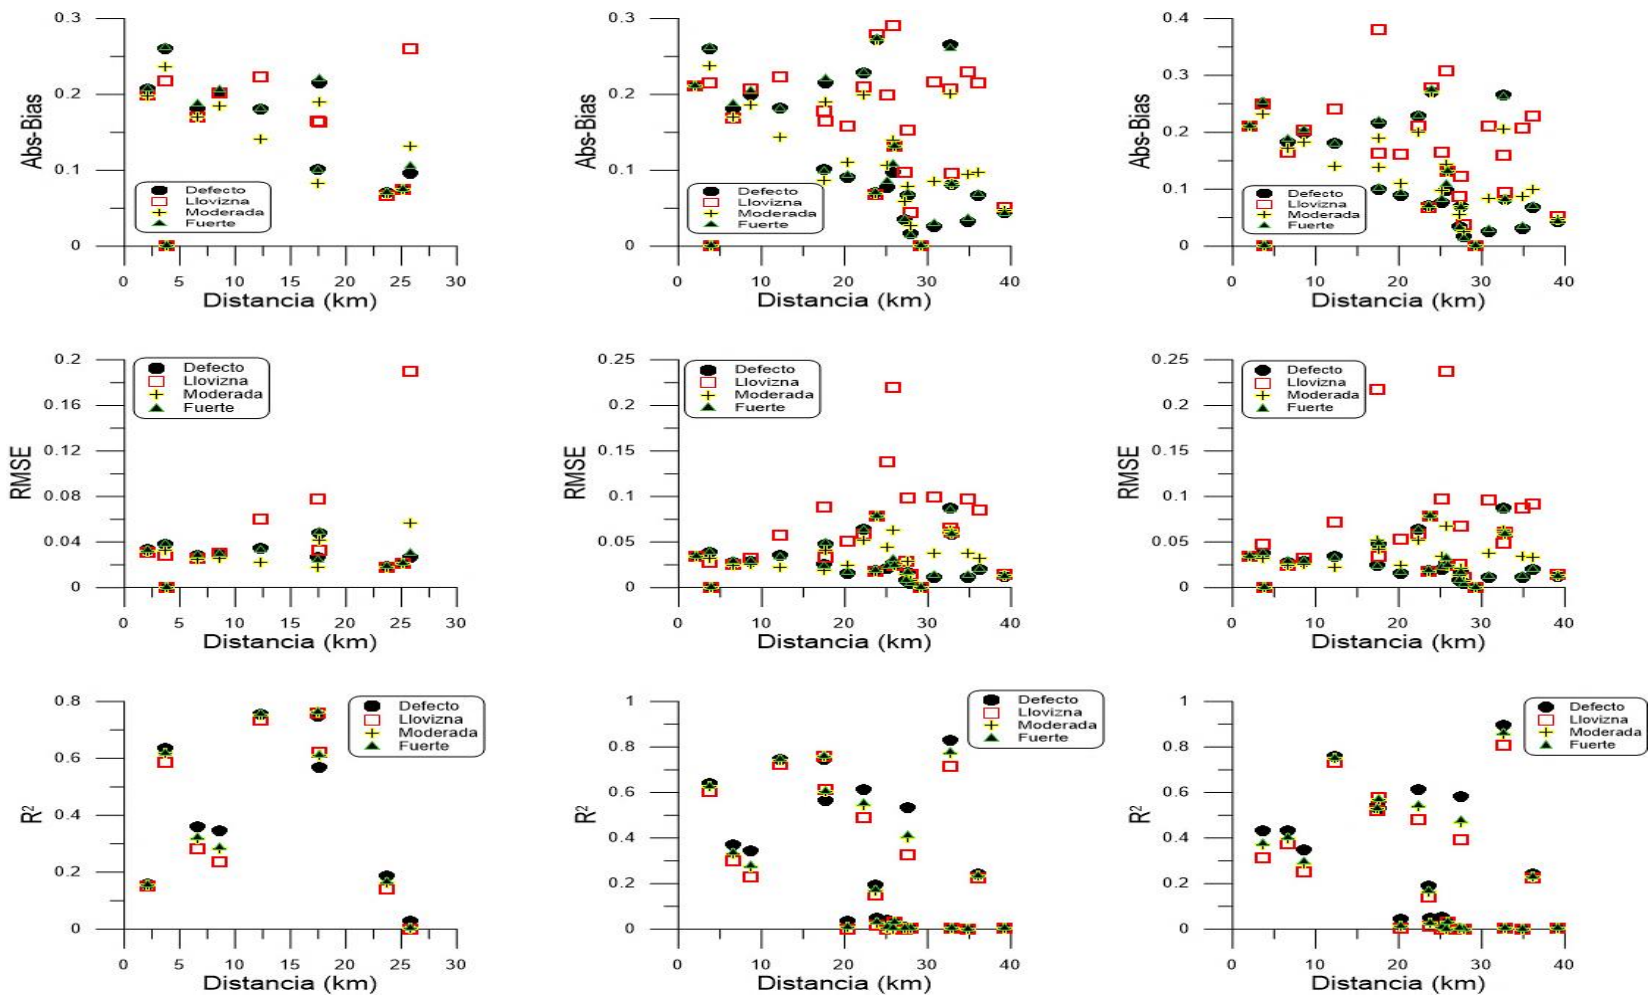 0.3
0.2
0.1
0
Abs-Bias
Defecto
Llovizna
Moderada
Fuerte
0 5 10 15 20 25 30
Distancia (km)
0.3
0.2
0.1
0
Abs-Bias
Defecto
Llovizna
Moderada
Fuerte
0 10 20 30 40
Distancia (km)
0.4
0.3
0.2
0.1
0
Abs-Bias
Defecto
Llovizna
Moderada
Fuerte
0 10 20 30 40
Distancia (km)
0.2
0.16
0.12
0.08
0.04
0
RMSE
Defecto
Llovizna
Moderada
Fuerte
0 5 10 15 20 25 30
Distancia (km)
0.25
0.2
0.15
0.1
0.05
0
RMSE
Defecto
Llovizna
Moderada
Fuerte
0 10 20 30 40
Distancia (km)
0.25
0.2
0.15
0.1
0.05
0
RMSE
Defecto
Llovizna
Moderada
Fuerte
0 10 20 30 40
Distancia (km)
0.8
0.6
0.4
0.2
0
R²
Defecto
Llovizna
Moderada
Fuerte
0 5 10 15 20 25 30
Distancia (km)
1
0.8
0.6
0.4
0.2
0
R²
Defecto
Llovizna
Moderada
Fuerte
0 10 20 30 40
Distancia (km)
1
0.8
0.6
0.4
0.2
0
R²
Defecto
Llovizna
Moderada
Fuerte
0 10 20 30 40
Distancia (km)